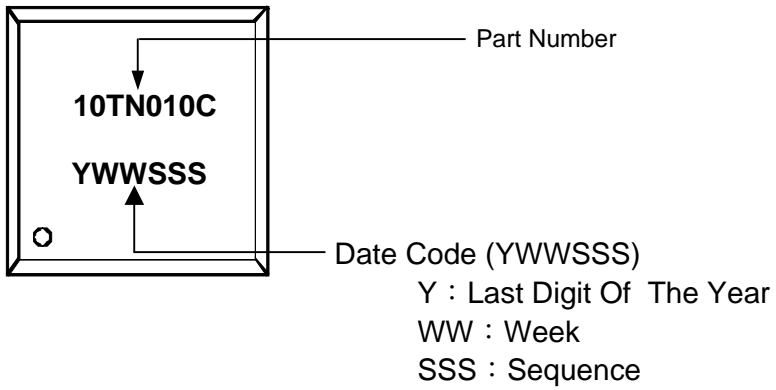 Part Number
10TN010C
YWWSSS
Date Code (YWWSSS)
Y：Last Digit Of The Year
WW：Week
SSS：Sequence